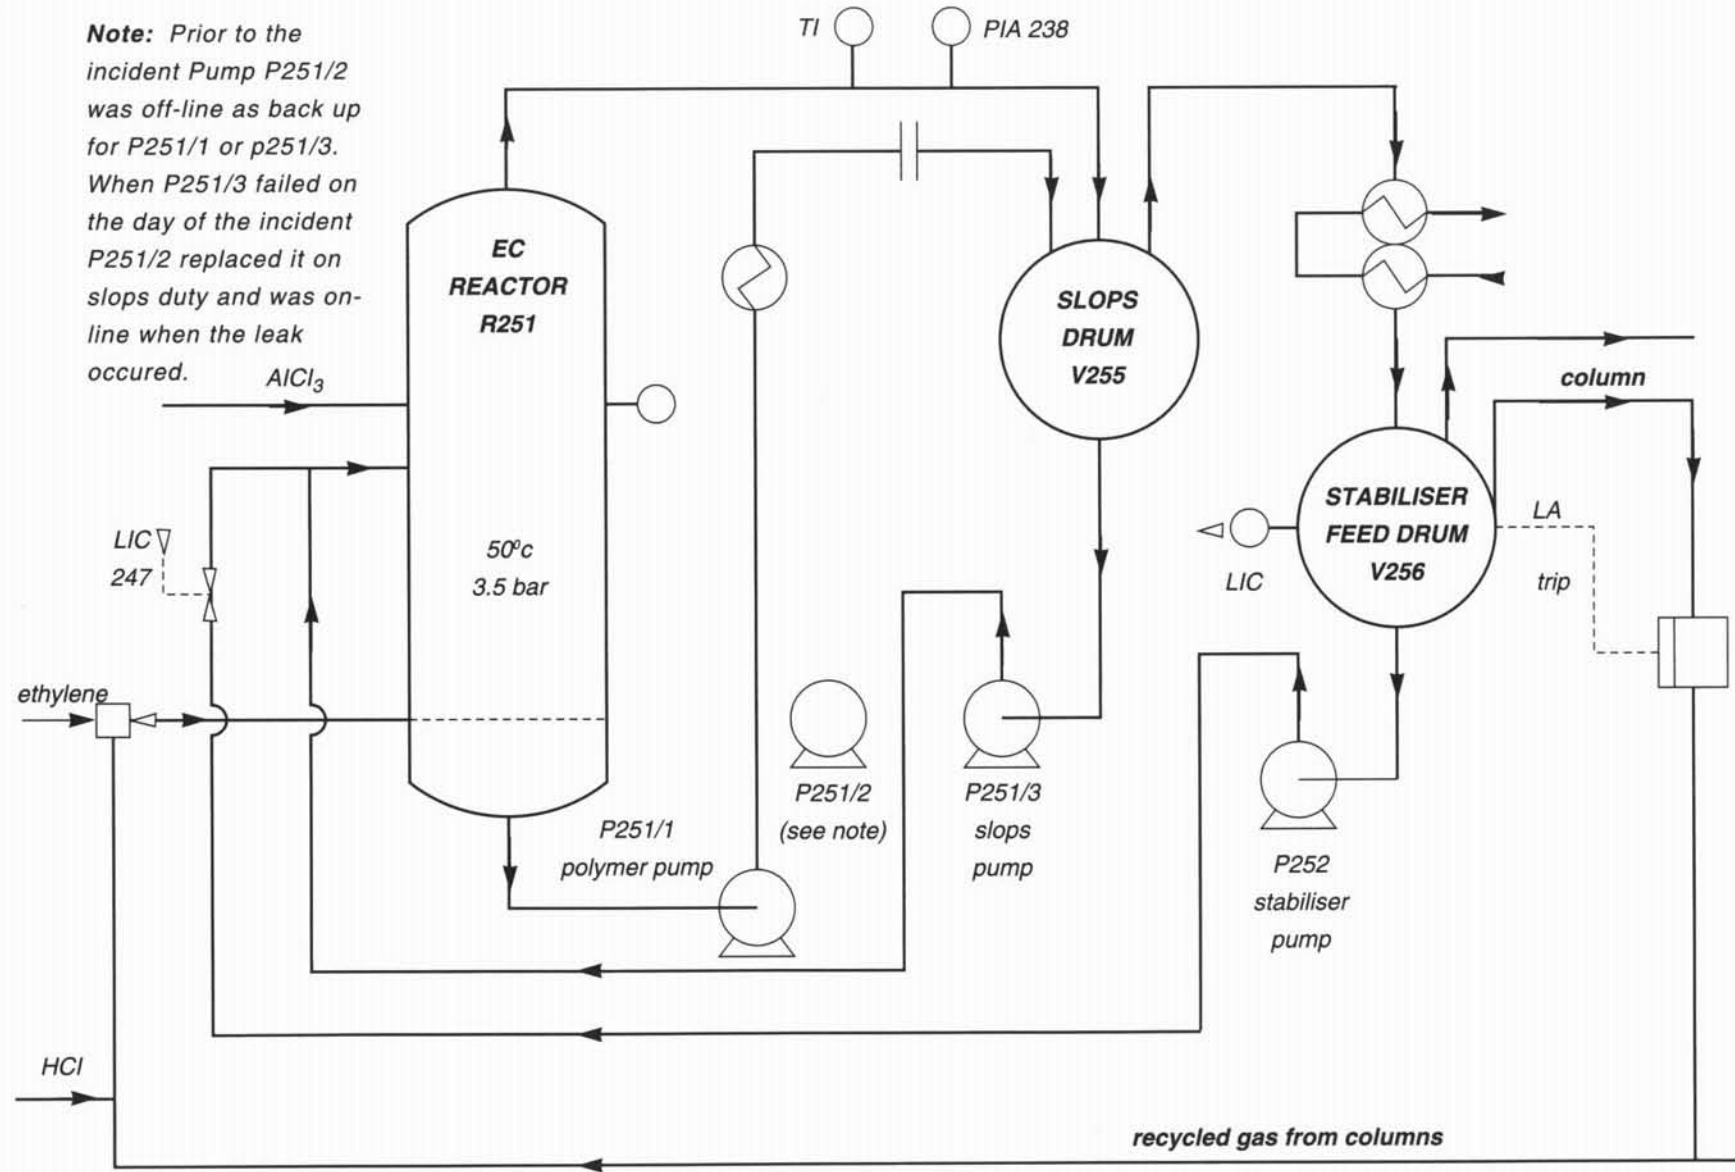 Note: Prior to the
incident Pump P251/2
was off-line as back up
for P251/1 or p251/3.
When P251/3 failed on
the day of the incident
P251/2 replaced it on
slops duty and was on-
line when the leak
occured.
TI
PIA 238
EC
REACTOR
R251
50⁰c
3.5 bar
AlCl₃
LIC
247
ethylene
HCl
SLOPS
DRUM
V255
column
STABILISER
FEED DRUM
V256
LA
trip
LIC
P251/1
polymer pump
P251/2
(see note)
P251/3
slops
pump
P252
stabiliser
pump
recycled gas from columns